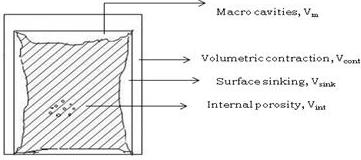 Macro cavities, Vm
Volumetric contraction, Vcont
Surface sinking, Vsink
Internal porosity, Vint